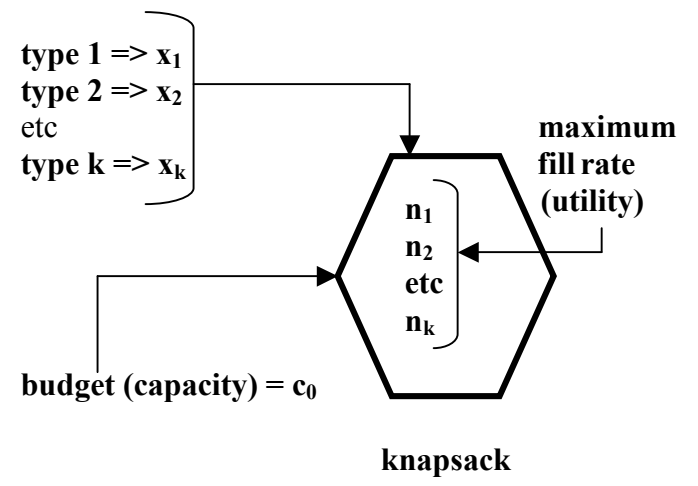 type 1 => x₁
type 2 => x₂
etc
type k => xₖ
maximum
fill rate
(utility)
n₁
n₂
etc
nₖ
budget (capacity) = c₀
knapsack